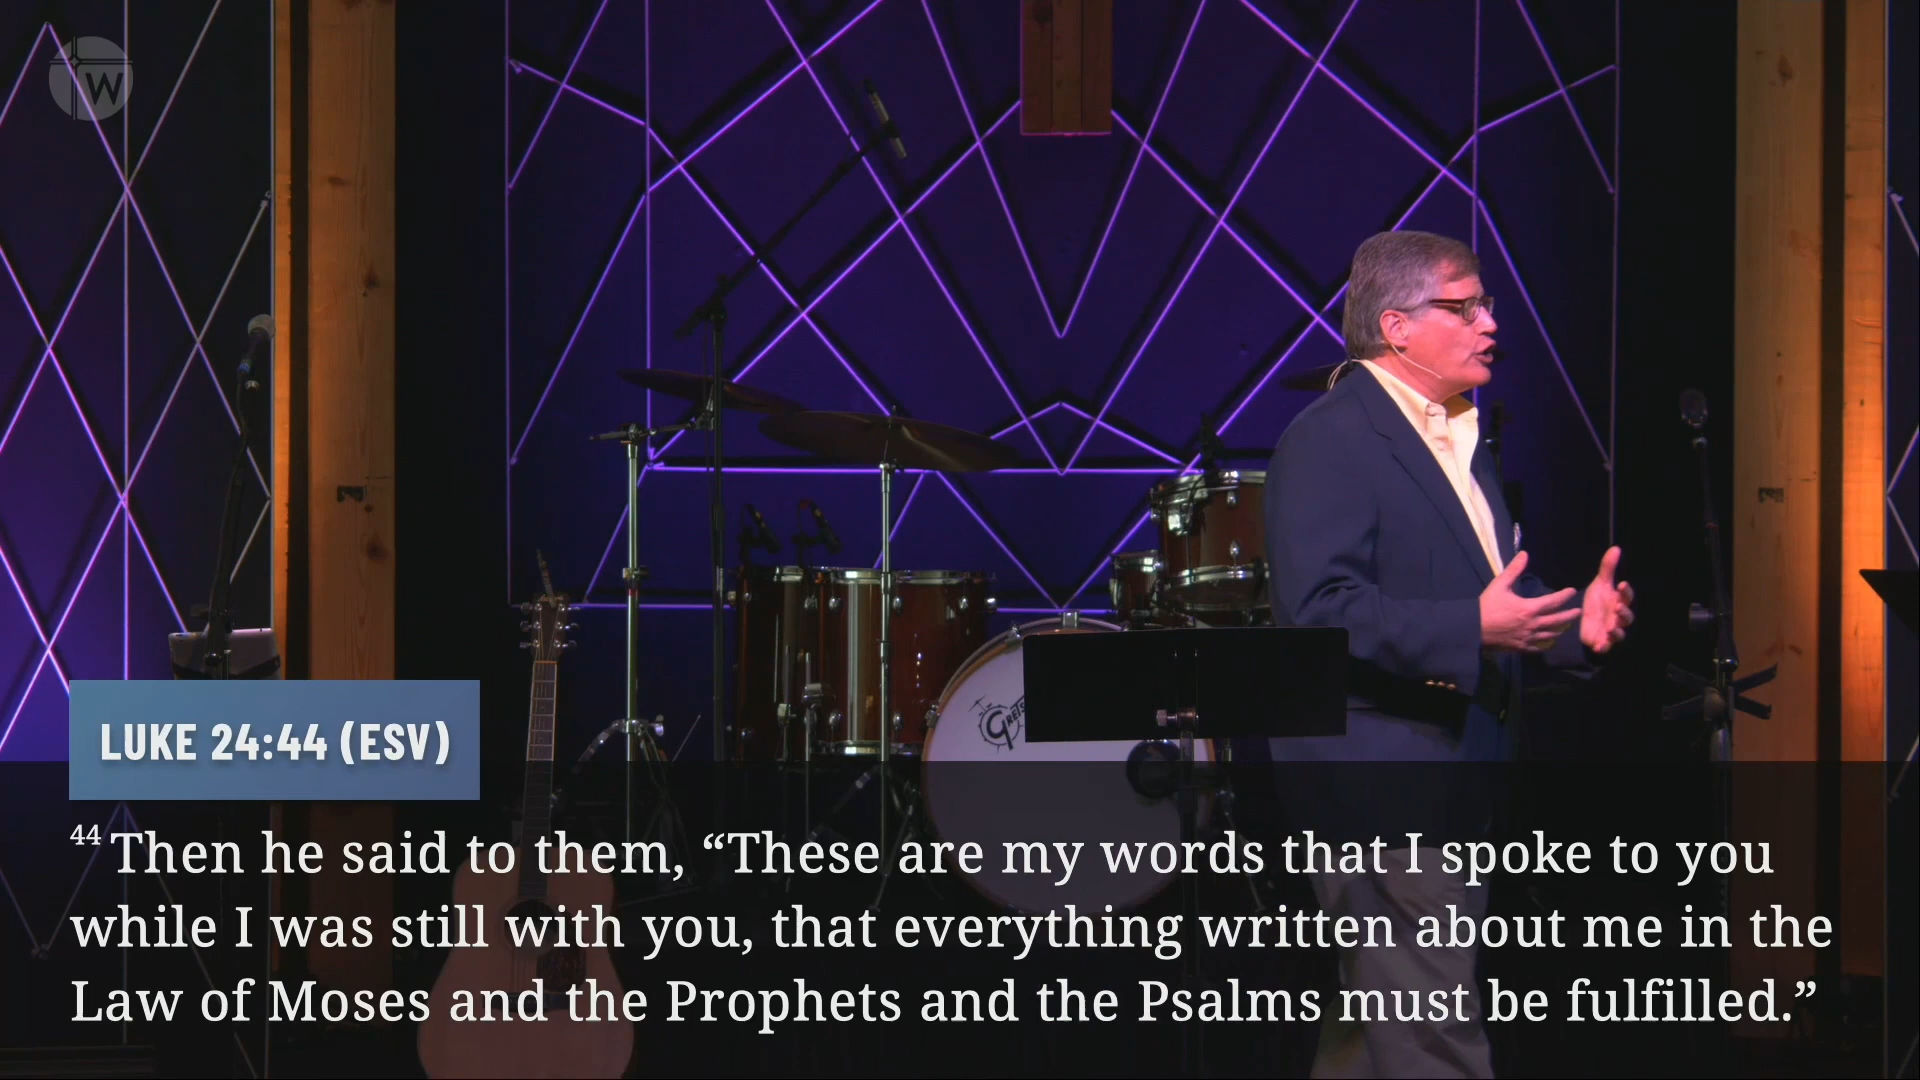 W
GRETS
LUKE 24:44 (ESV)
44 Then he said to them, “These are my words that I spoke to you
while I was still with you, that everything written about me in the
Law of Moses and the Prophets and the Psalms must be fulfilled.”